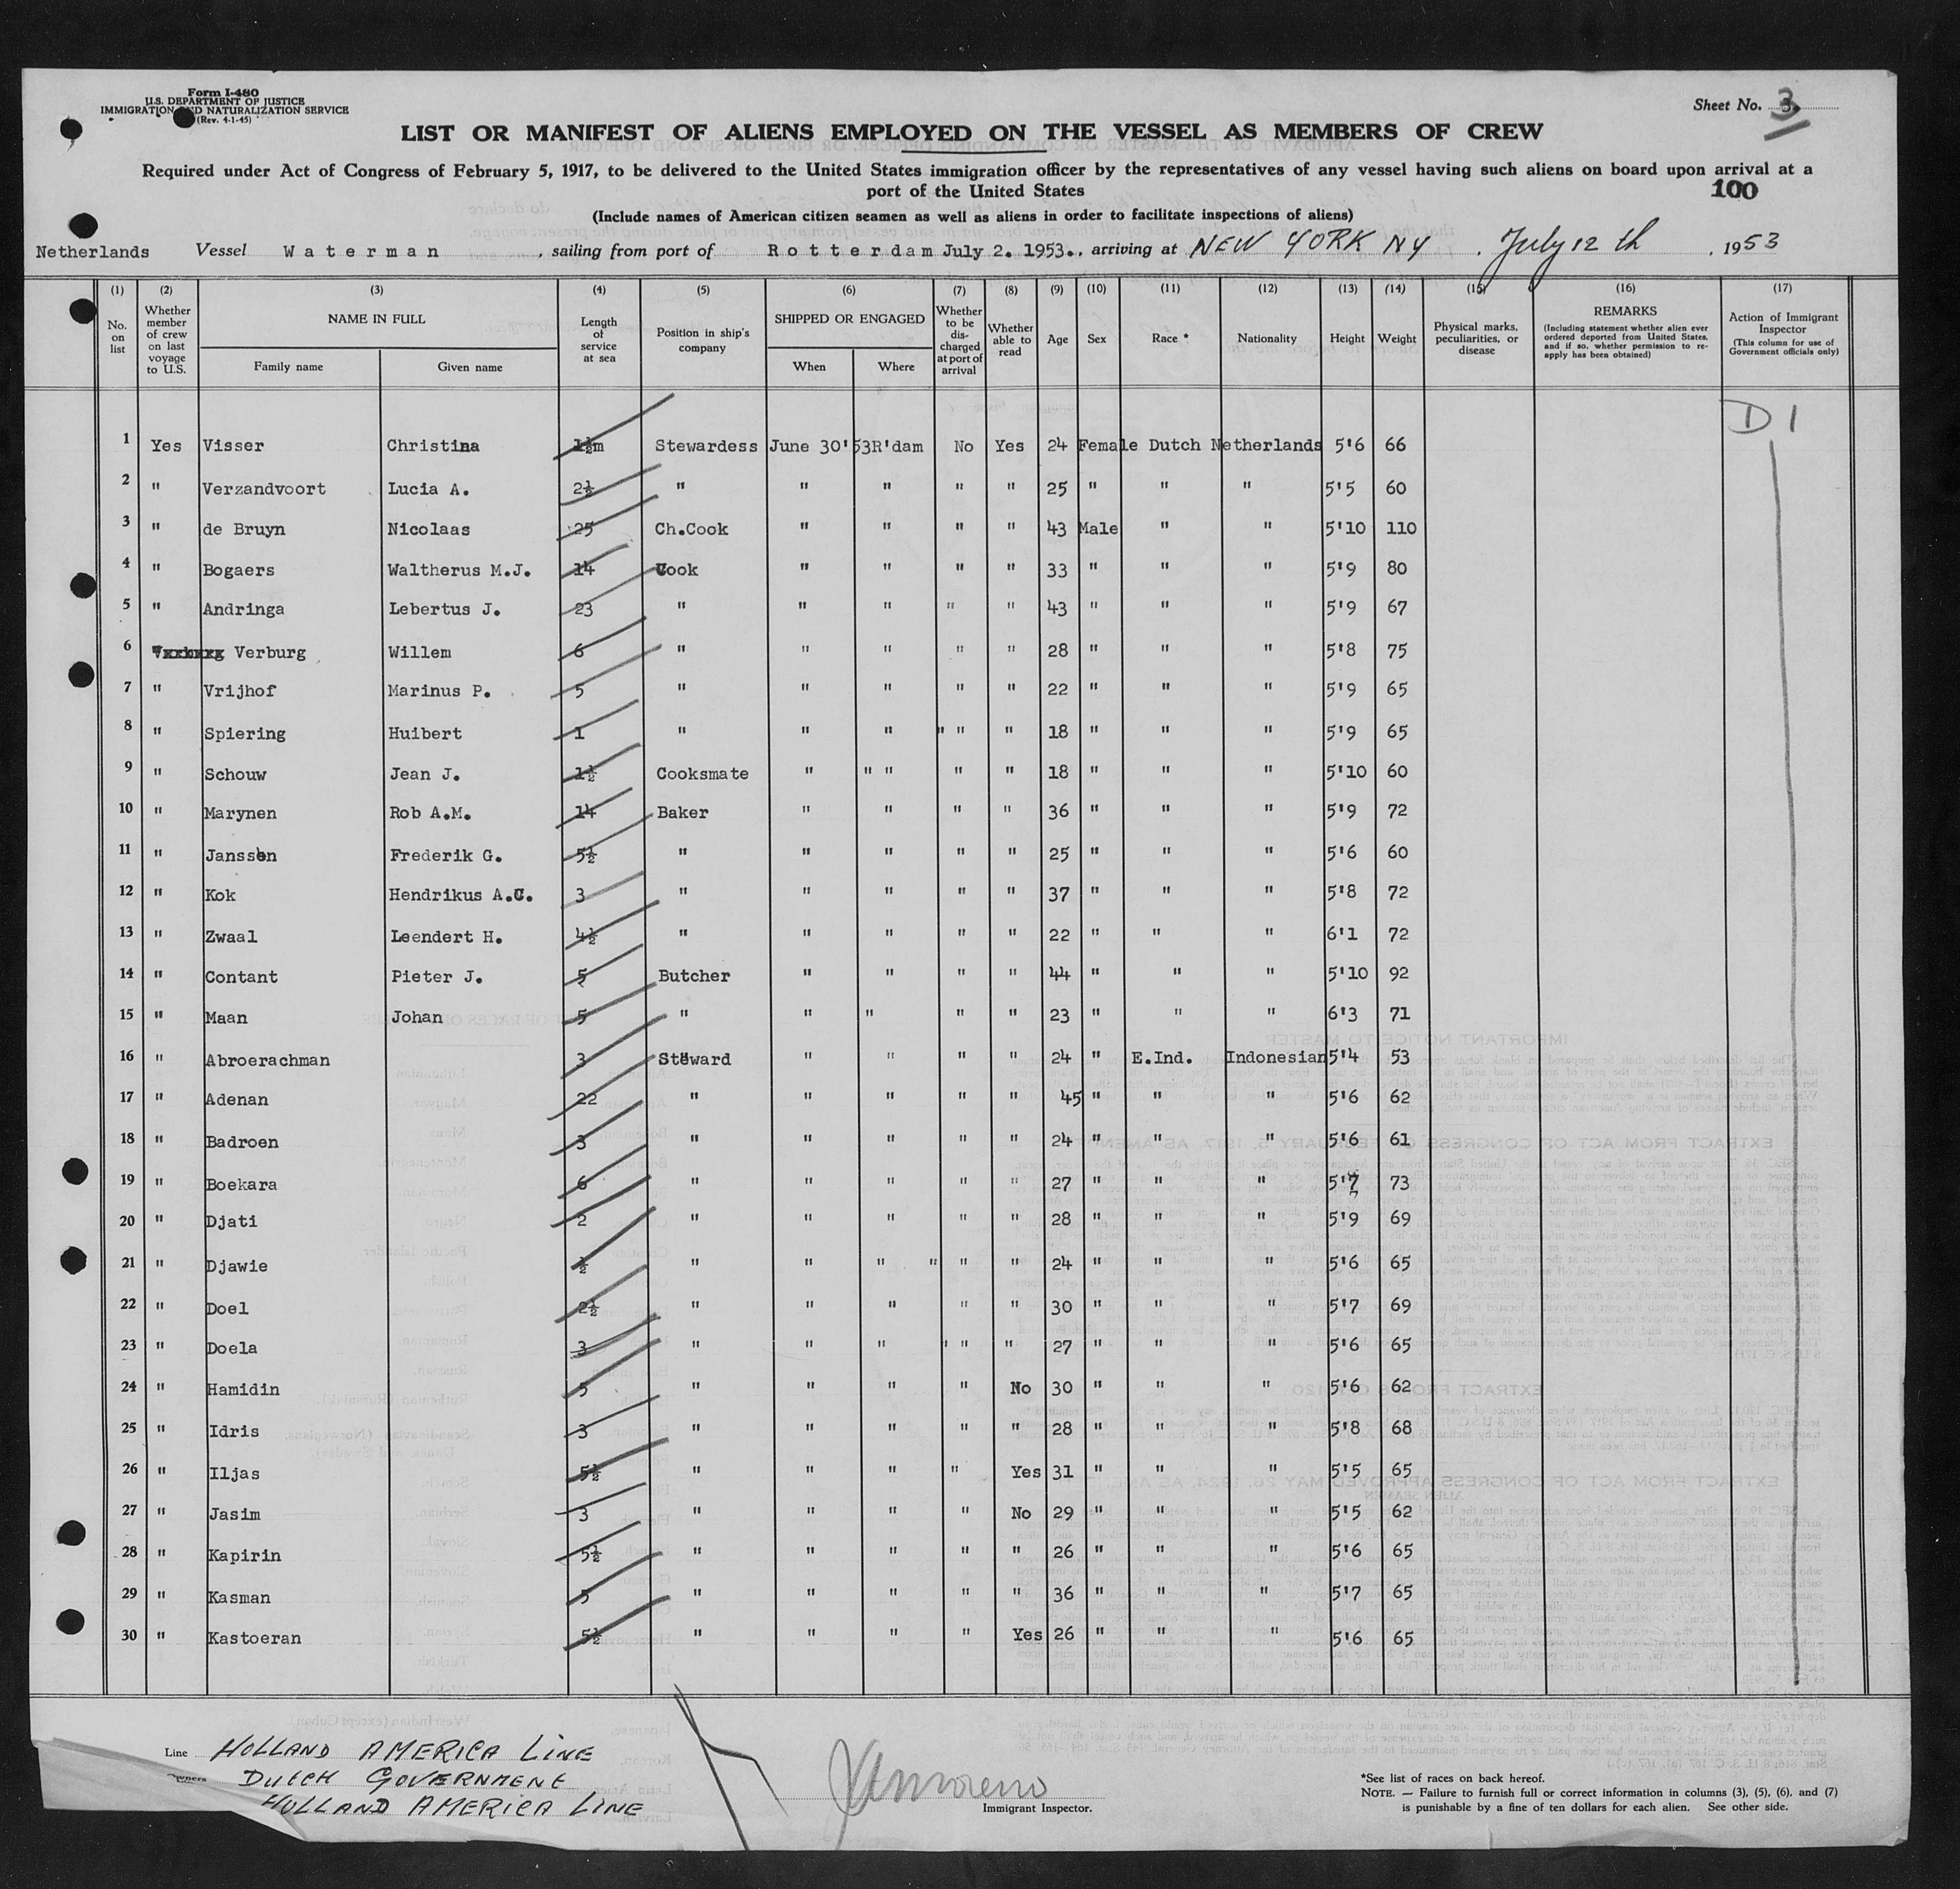 Form I-480
U.S. DEPARTMENT OF JUSTICE
IMMIGRATION AND NATURALIZATION SERVICE
(Rev. 4-1-45)
Sheet No. 3
LIST OR MANIFEST OF ALIENS EMPLOYED ON THE VESSEL AS MEMBERS OF CREW
Required under Act of Congress of February 5, 1917, to be delivered to the United States immigration officer by the representatives of any vessel having such aliens on board upon arrival at a
port of the United States
100
(Include names of American citizen seamen as well as aliens in order to facilitate inspections of aliens)
Netherlands Vessel Waterman, sailing from port of Rotterdam July 2. 1953., arriving at NEW YORK NY. July 12 th, 1953
(1) (2) (3) (4) (5) (6) (7) (8) (9) (10) (11) (12) (13) (14) (15) (16) (17)
No. on list
Whether member of crew on last voyage to U.S.
NAME IN FULL
Family name Given name
Length of service at sea
Position in ship's company
SHIPPED OR ENGAGED
When Where
Whether to be discharged at port of arrival
Whether able to read
Age Sex Race * Nationality Height Weight
Physical marks, peculiarities, or disease
REMARKS
(Including statement whether alien ever ordered deported from United States, and if so, whether permission to re-apply has been obtained)
Action of Immigrant Inspector
(This column for use of Government officials only)
D 1
1 Yes Visser Christina 1½m Stewardess June 30'53 R'dam No Yes 24 Female Dutch Netherlands 5'6 66
2 " Verzandvoort Lucia A. 2½ " " " " " 25 " " " 5'5 60
3 " de Bruyn Nicolaas 25 Ch.Cook " " " " 43 Male " " 5'10 110
4 " Bogaers Waltherus M.J. 14 Cook " " " " 33 " " " 5'9 80
5 " Andringa Lebertus J. 23 " " " " " 43 " " " 5'9 67
6 " Verburg Willem 6 " " " " " 28 " " " 5'8 75
7 " Vrijhof Marinus P. 5 " " " " " 22 " " " 5'9 65
8 " Spiering Huibert 1 " " " " " " 18 " " " 5'9 65
9 " Schouw Jean J. 1½ Cooksmate " " " " " 18 " " " 5'10 60
10 " Marynen Rob A.M. 14 Baker " " " " 36 " " " 5'9 72
11 " Janssen Frederik G. 5½ " " " " " 25 " " " 5'6 60
12 " Kok Hendrikus A.C. 3 " " " " " 37 " " " 5'8 72
13 " Zwaal Leendert H. 4½ " " " " " 22 " " " 6'1 72
14 " Contant Pieter J. 5 Butcher " " " " 44 " " " 5'10 92
15 " Maan Johan 5 " " " " " 23 " " " 6'3 71
16 " Abroerachman 3 Steward " " " " 24 " E.Ind. Indonesian 5'4 53
17 " Adenan 22 " " " " " 45 " " " 5'6 62
18 " Badroen 3 " " " " " 24 " " " 5'6 61
19 " Boekara 6 " " " " " 27 " " " 5'7 73
20 " Djati 2 " " " " " 28 " " " 5'9 69
21 " Djawie ½ " " " " " " 24 " " " 5'6 65
22 " Doel 2½ " " " " " 30 " " " 5'7 69
23 " Doela 3 " " " " " " 27 " " " 5'6 65
24 " Hamidin 5 " " " " No 30 " " " 5'6 62
25 " Idris 3 " " " " " 28 " " " 5'8 68
26 " Iljas 5½ " " " " Yes 31 " " " 5'5 65
27 " Jasim 3 " " " " No 29 " " " 5'5 62
28 " Kapirin 5½ " " " " " 26 " " " 5'6 65
29 " Kasman 5 " " " " " 36 " " " 5'7 65
30 " Kastoeran 5½ " " " " Yes 26 " " " 5'6 65
Line HOLLAND AMERICA LINE
Owners DUTCH GOVERNMENT
HOLLAND AMERICA LINE
Immigrant Inspector.
*See list of races on back hereof.
NOTE. — Failure to furnish full or correct information in columns (3), (5), (6), and (7)
is punishable by a fine of ten dollars for each alien. See other side.